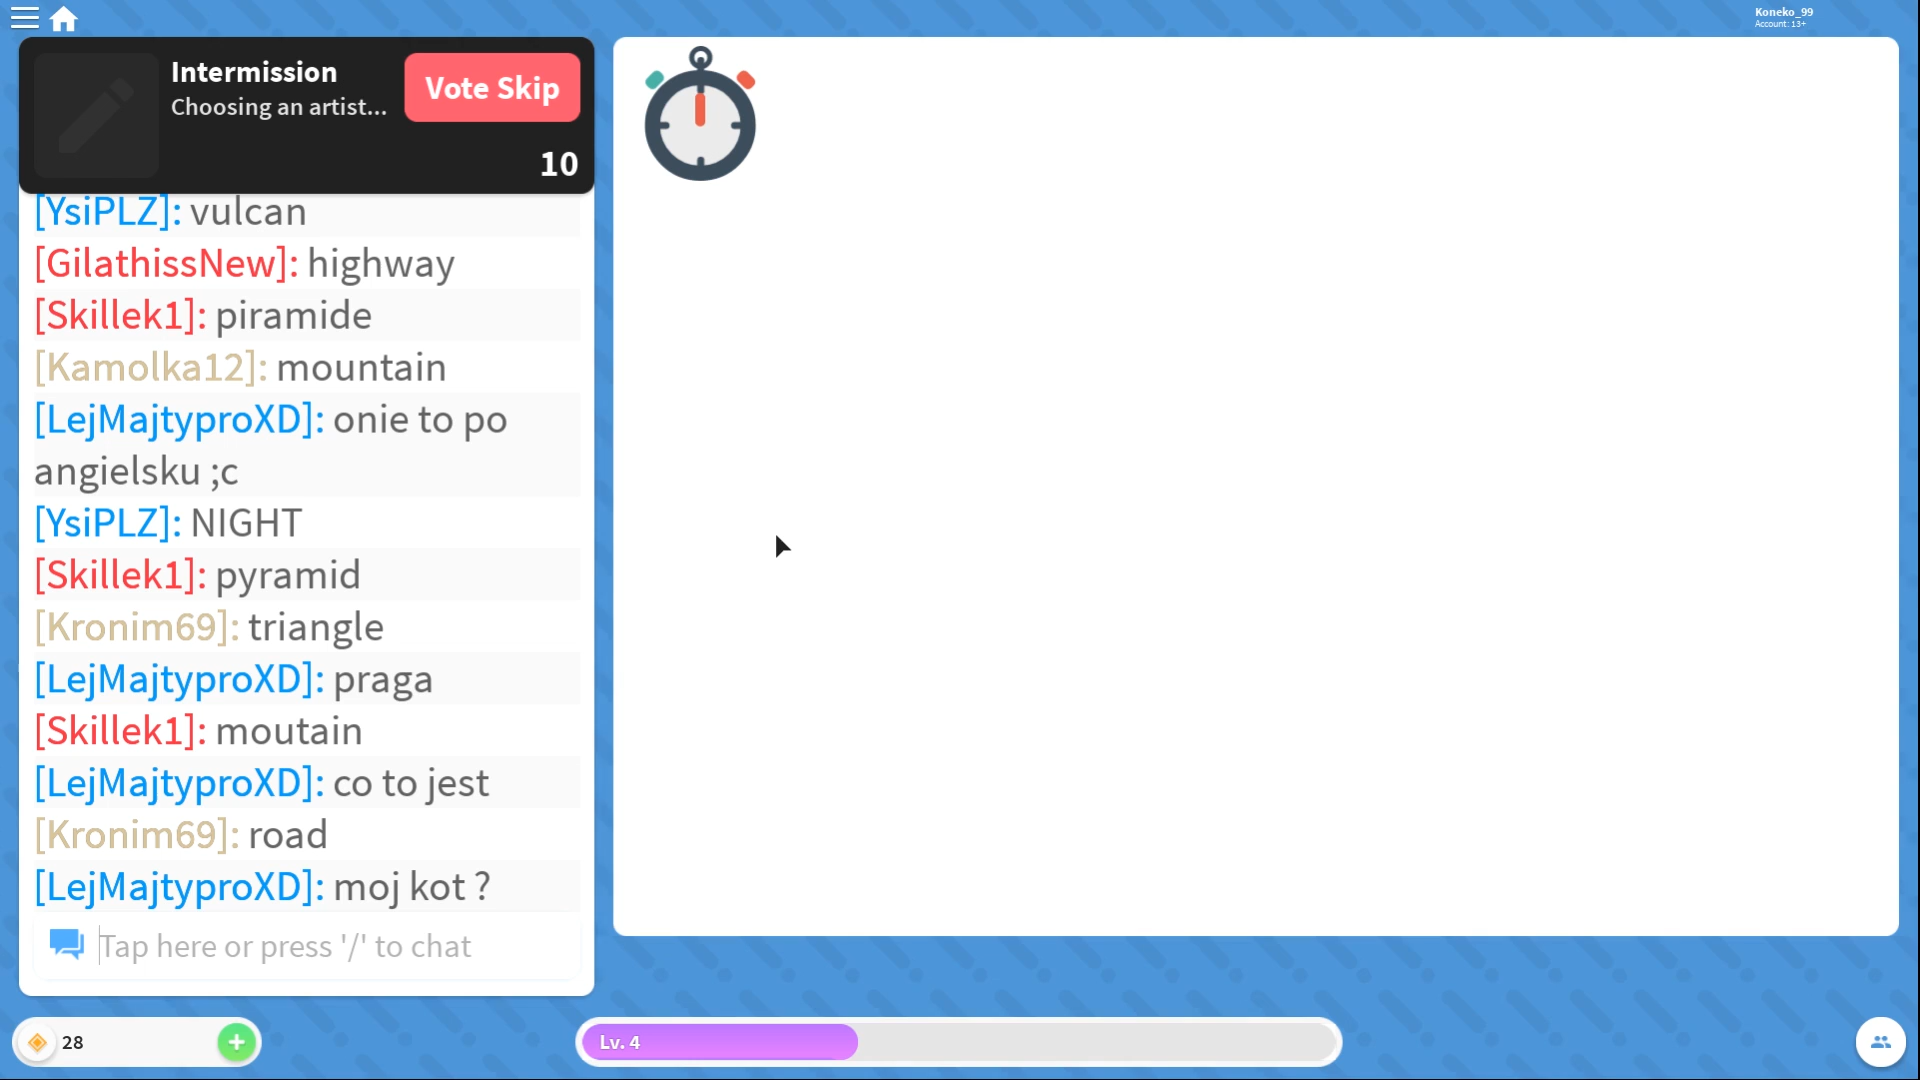 Koneko_99
Account: 13+
Intermission
Choosing an artist...
Vote Skip
10
[YsiPLZ]: vulcan
[GilathissNew]: highway
[Skillek1]: piramide
[Kamolka12]: mountain
[LejMajtyproXD]: onie to po
angielsku ;c
[YsiPLZ]: NIGHT
[Skillek1]: pyramid
[Kronim69]: triangle
[LejMajtyproXD]: praga
[Skillek1]: moutain
[LejMajtyproXD]: co to jest
[Kronim69]: road
[LejMajtyproXD]: moj kot ?
Tap here or press '/' to chat
28
Lv. 4